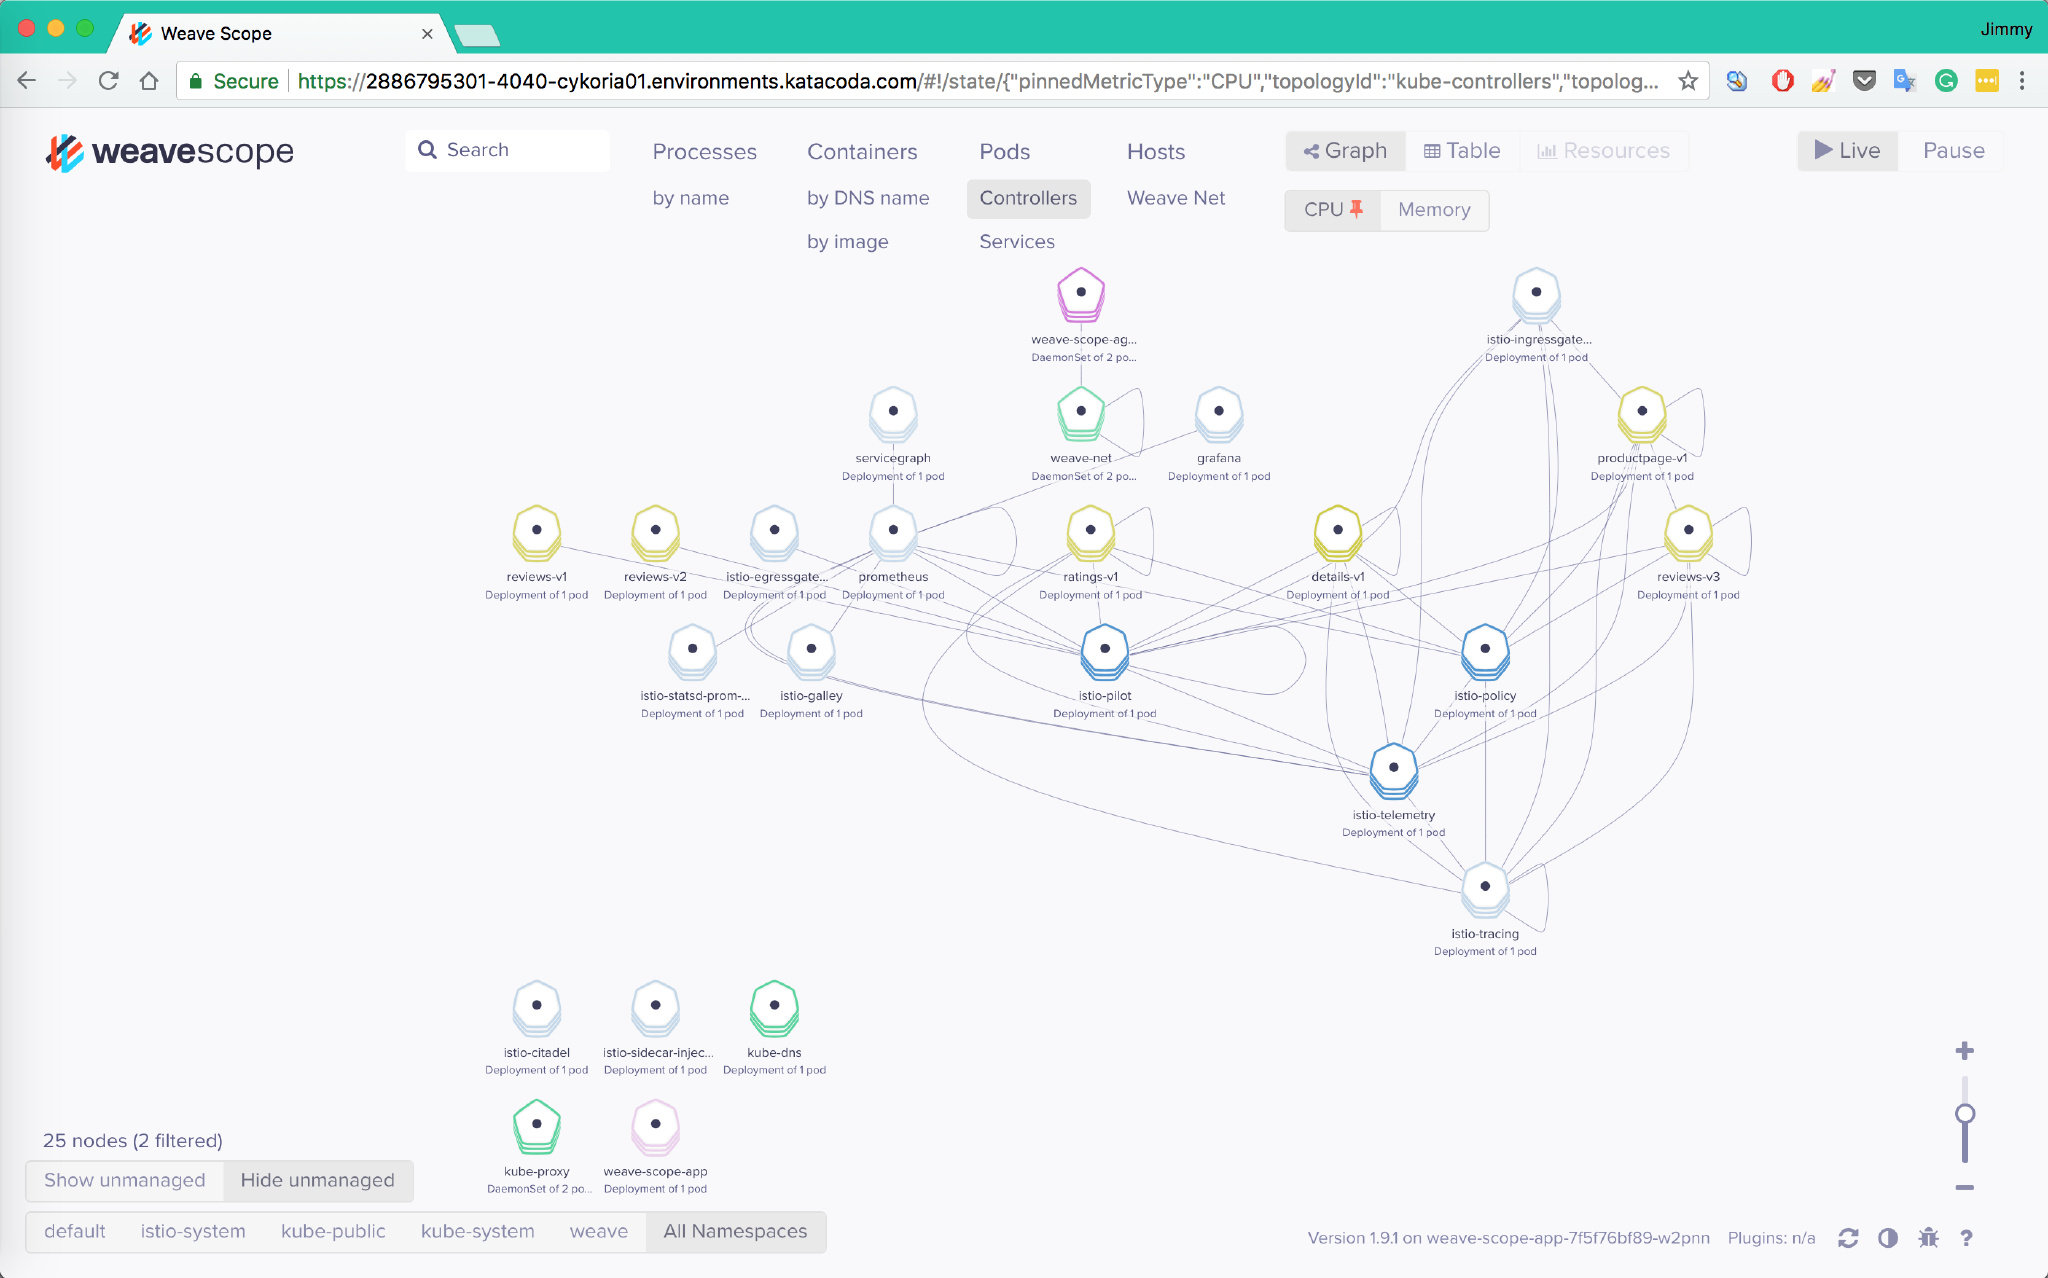 Weave Scope
Jimmy
Secure https://2886795301-4040-cykoria01.environments.katacoda.com/#!/state/{"pinnedMetricType":"CPU","topologyId":"kube-controllers","topolog...
weavescope
Search
Processes
Containers
Pods
Hosts
Graph
Table
Resources
Live
Pause
by name
by DNS name
Controllers
Weave Net
CPU
Memory
by image
Services
weave-scope-ag...
DaemonSet of 2 po...
istio-ingressgate...
Deployment of 1 pod
servicegraph
Deployment of 1 pod
weave-net
DaemonSet of 2 po...
grafana
Deployment of 1 pod
productpage-v1
Deployment of 1 pod
reviews-v1
Deployment of 1 pod
reviews-v2
Deployment of 1 pod
istio-egressgate...
Deployment of 1 pod
prometheus
Deployment of 1 pod
ratings-v1
Deployment of 1 pod
details-v1
Deployment of 1 pod
reviews-v3
Deployment of 1 pod
istio-statsd-prom-...
Deployment of 1 pod
istio-galley
Deployment of 1 pod
istio-pilot
Deployment of 1 pod
istio-policy
Deployment of 1 pod
istio-telemetry
Deployment of 1 pod
istio-tracing
Deployment of 1 pod
istio-citadel
Deployment of 1 pod
istio-sidecar-injec...
Deployment of 1 pod
kube-dns
Deployment of 1 pod
kube-proxy
DaemonSet of 2 po...
weave-scope-app
Deployment of 1 pod
25 nodes (2 filtered)
Show unmanaged
Hide unmanaged
default
istio-system
kube-public
kube-system
weave
All Namespaces
Version 1.9.1 on weave-scope-app-7f5f76bf89-w2pnn
Plugins: n/a